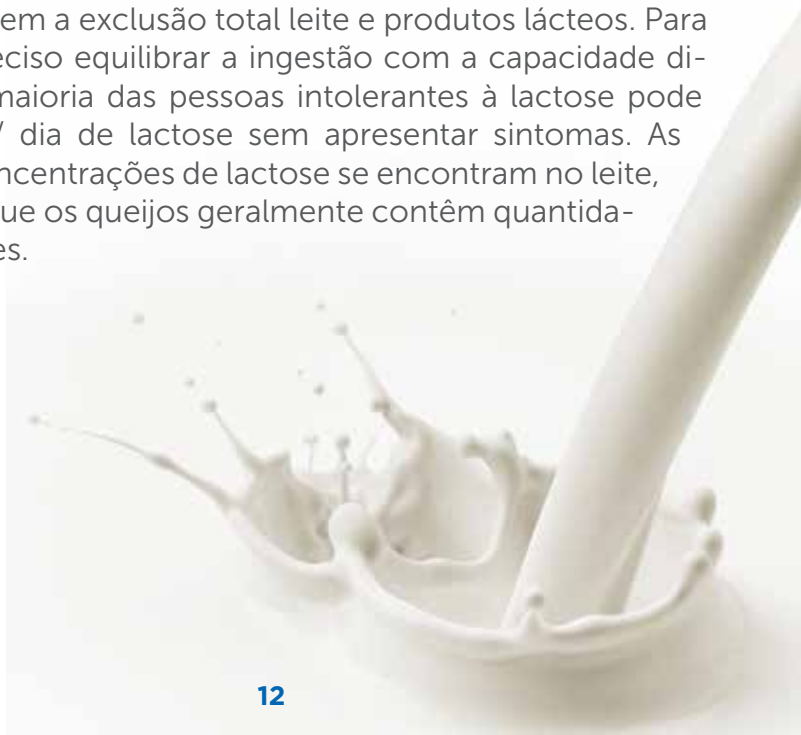 em a exclusão total leite e produtos lácteos. Para
eciso equilibrar a ingestão com a capacidade di-
maioria das pessoas intolerantes à lactose pode
/ dia de lactose sem apresentar sintomas. As
ncentrações de lactose se encontram no leite,
ue os queijos geralmente contêm quantida-
es.
12